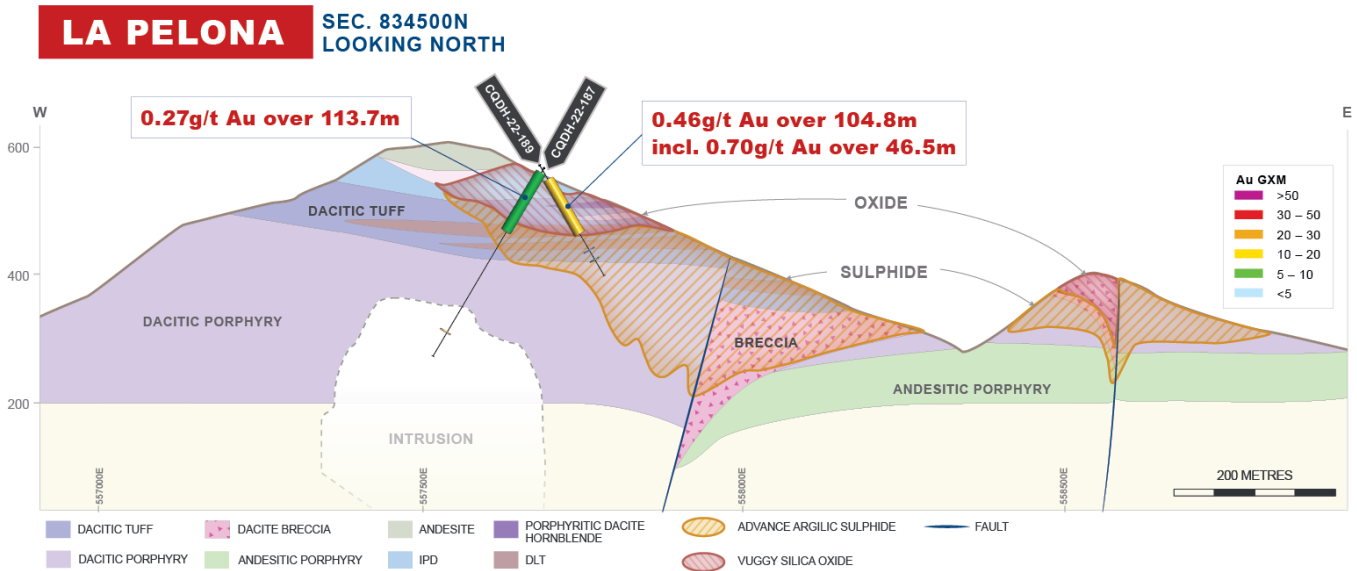 LA PELONA
SEC. 834500N
LOOKING NORTH
W
E
CQDH-22-189
CQDH-22-187
0.27g/t Au over 113.7m
0.46g/t Au over 104.8m
incl. 0.70g/t Au over 46.5m
600
400
200
Au GXM
>50
30 – 50
20 – 30
10 – 20
5 – 10
<5
OXIDE
DACITIC TUFF
SULPHIDE
DACITIC PORPHYRY
BRECCIA
ANDESITIC PORPHYRY
INTRUSION
557000E
557500E
558000E
558500E
200 METRES
DACITIC TUFF
DACITE BRECCIA
ANDESITE
PORPHYRITIC DACITE
HORNBLENDE
ADVANCE ARGILIC SULPHIDE
FAULT
DACITIC PORPHYRY
ANDESITIC PORPHYRY
IPD
DLT
VUGGY SILICA OXIDE